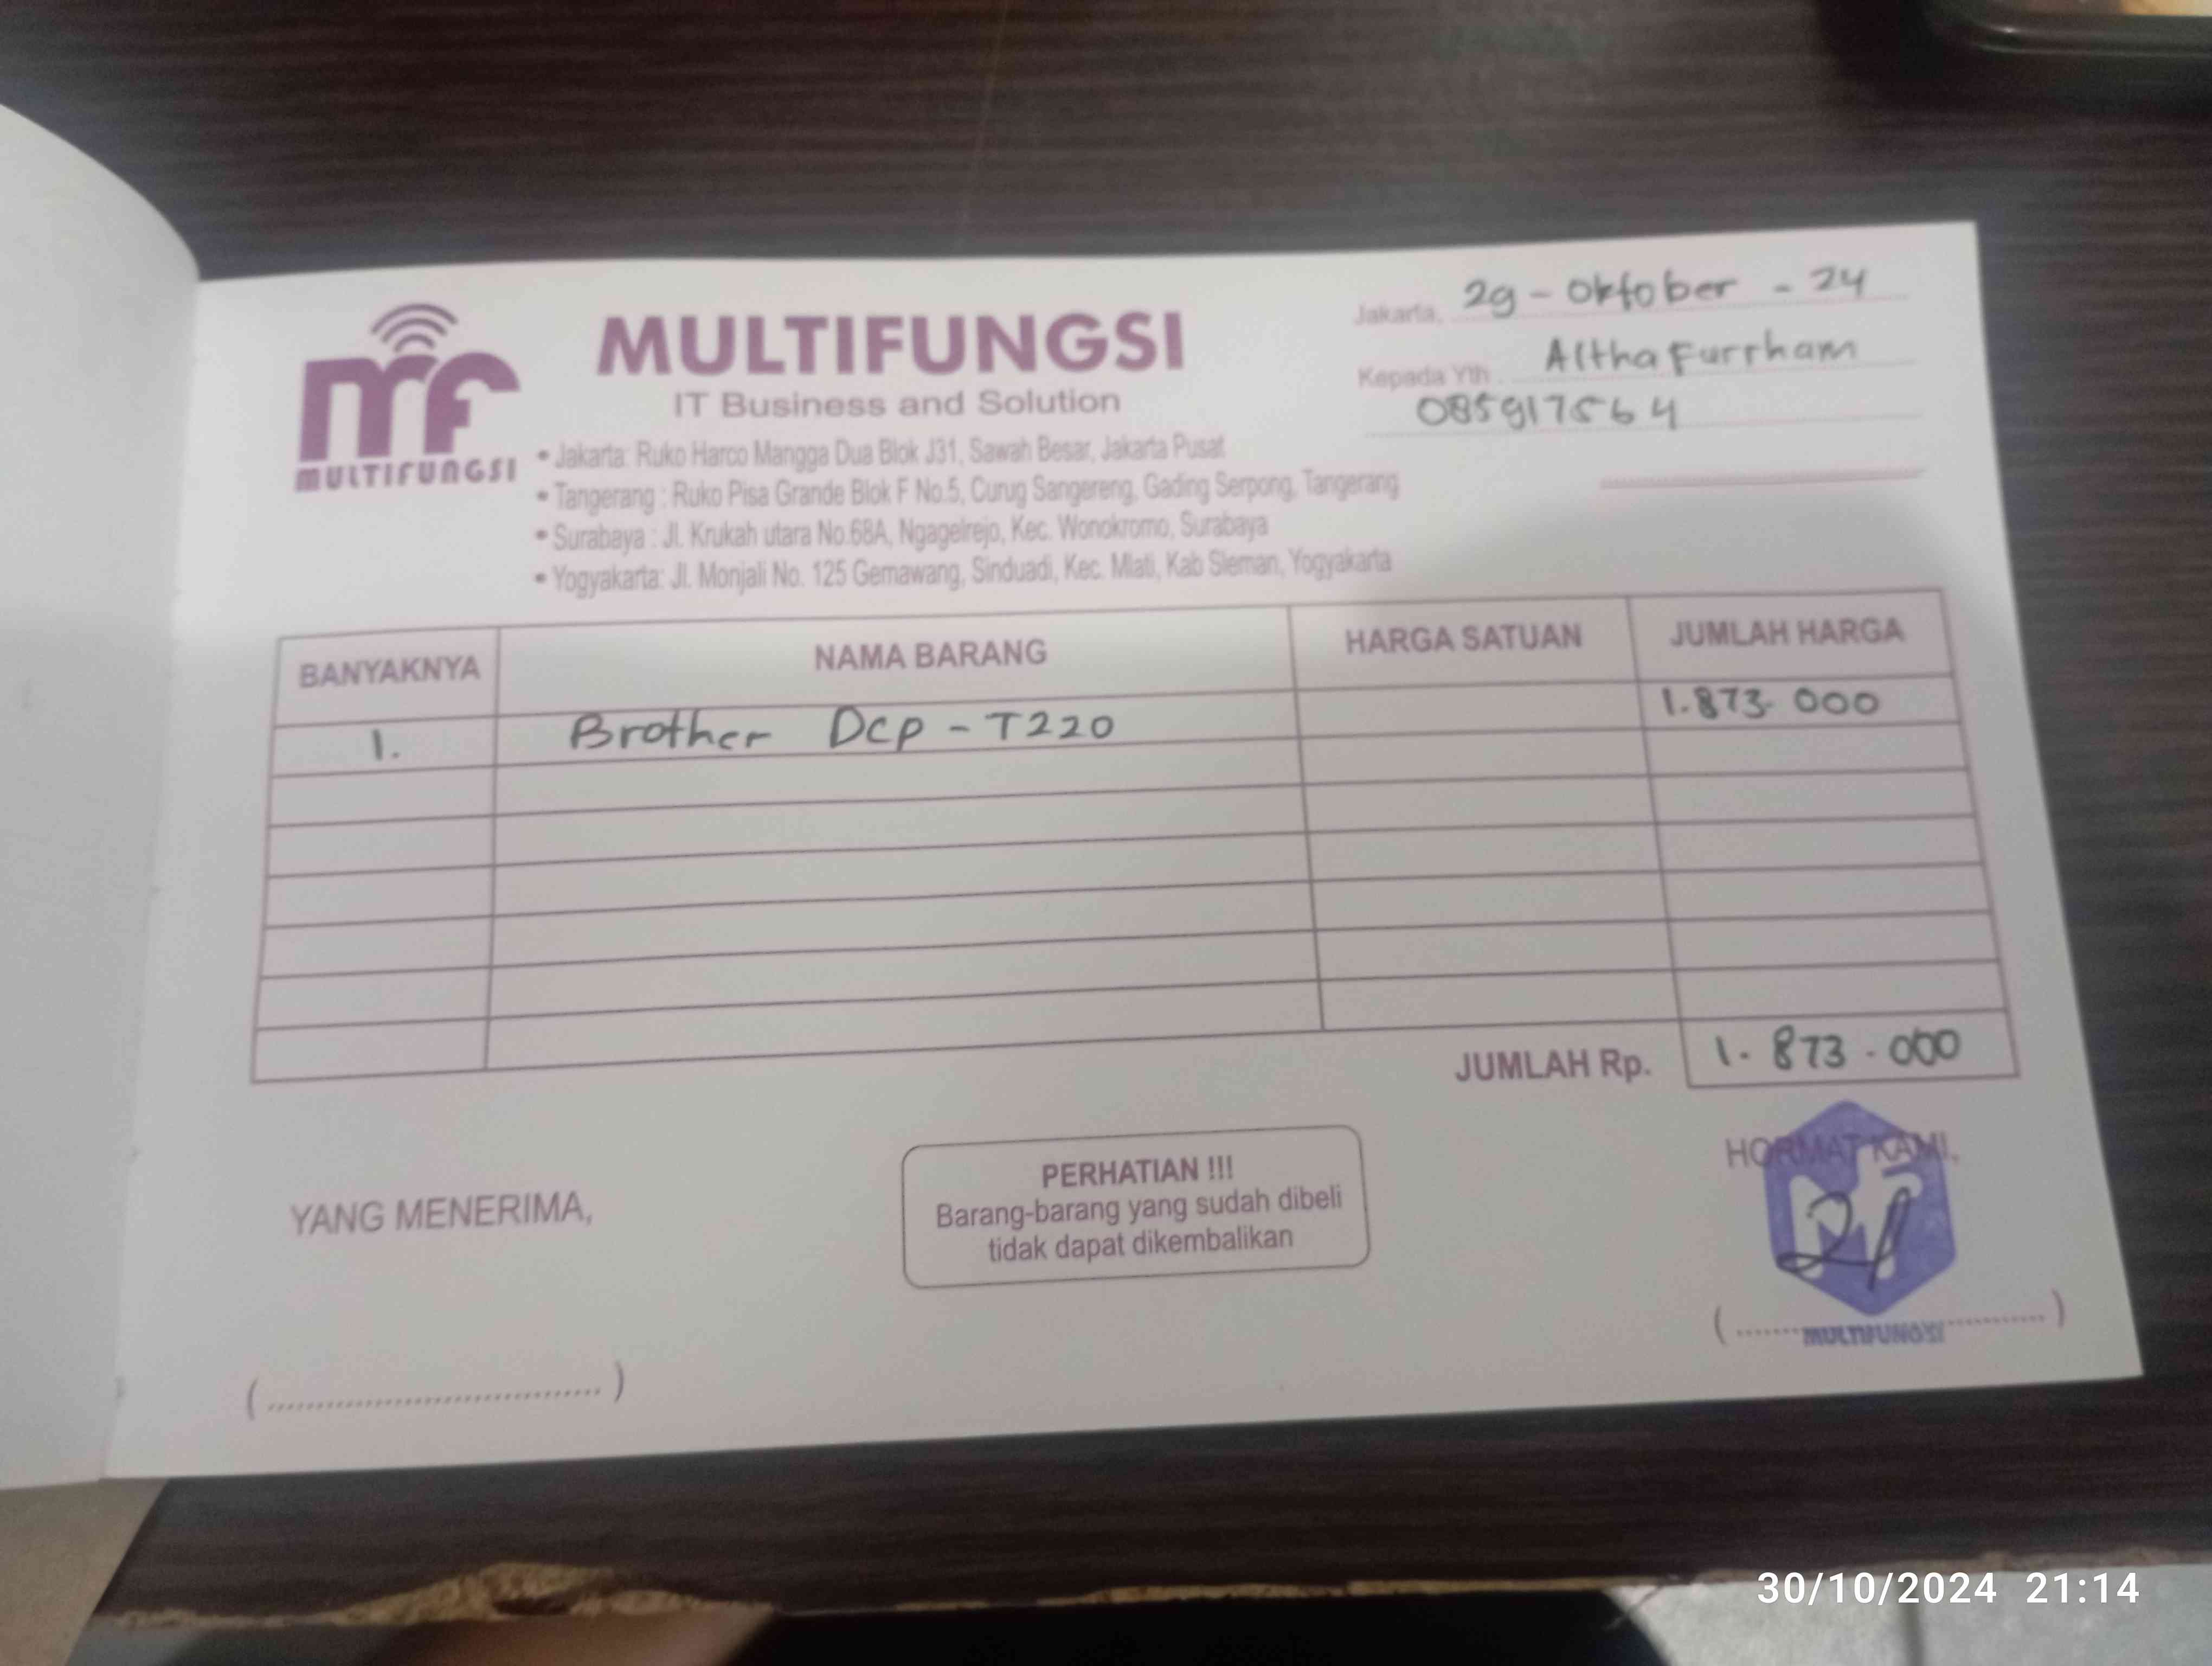 MULTIFUNGSI
MULTIFUNGSI
IT Business and Solution
• Jakarta: Ruko Harco Mangga Dua Blok J31, Sawah Besar, Jakarta Pusat
• Tangerang : Ruko Pisa Grande Blok F No.5, Curug Sangereng, Gading Serpong, Tangerang
• Surabaya : Jl. Krukah utara No.68A, Ngagelrejo, Kec. Wonokromo, Surabaya
• Yogyakarta: Jl. Monjali No. 125 Gemawang, Sinduadi, Kec. Mlati, Kab Sleman, Yogyakarta
Jakarta, 29 - Oktober - 24
Kepada Yth. Altha Furrham
085917564
BANYAKNYA NAMA BARANG HARGA SATUAN JUMLAH HARGA
1. Brother Dcp - T220 1.873.000
JUMLAH Rp. 1.873.000
YANG MENERIMA,
PERHATIAN !!!
Barang-barang yang sudah dibeli
tidak dapat dikembalikan
HORMAT KAMI,
MF
MULTIFUNGSI
30/10/2024 21:14